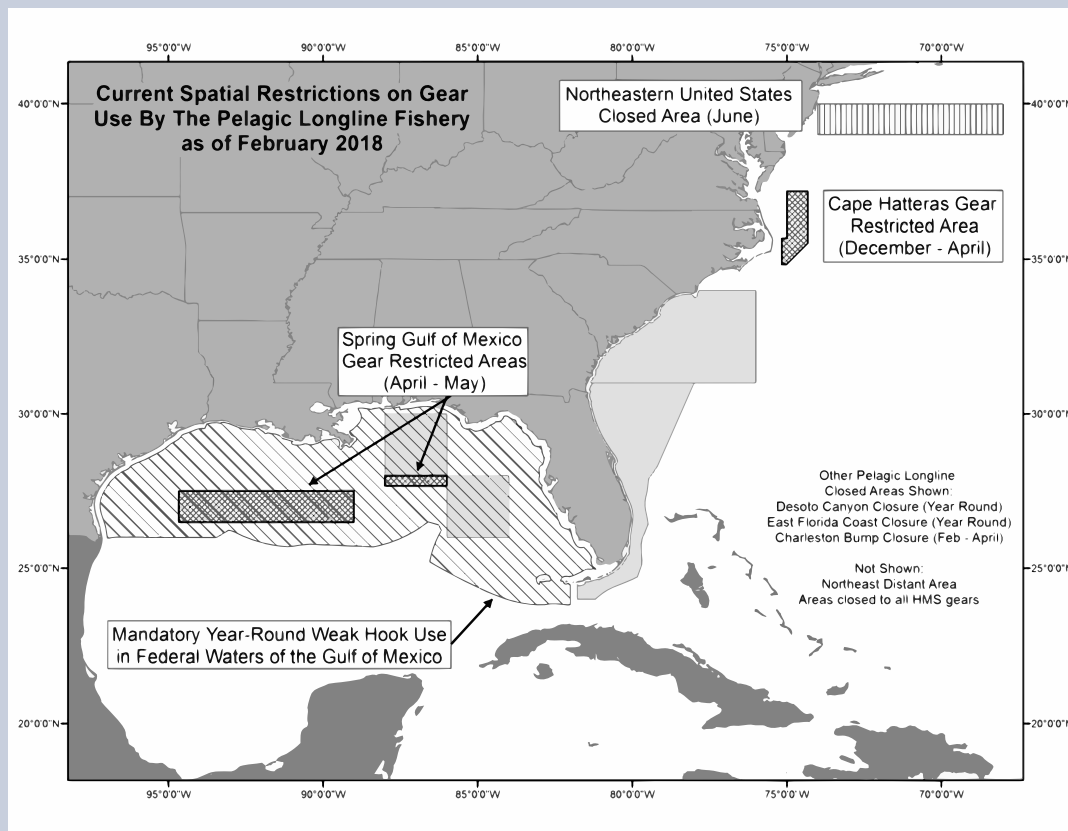 95°0'0"W 90°0'0"W 85°0'0"W 80°0'0"W 75°0'0"W 70°0'0"W
Current Spatial Restrictions on Gear
Use By The Pelagic Longline Fishery
as of February 2018
Northeastern United States
Closed Area (June)
40°0'0"N
40°0'0"N
Cape Hatteras Gear
Restricted Area
(December - April)
35°0'0"N
35°0'0"N
Spring Gulf of Mexico
Gear Restricted Areas
(April - May)
30°0'0"N
30°0'0"N
Other Pelagic Longline
Closed Areas Shown:
Desoto Canyon Closure (Year Round)
East Florida Coast Closure (Year Round)
Charleston Bump Closure (Feb - April)
25°0'0"N
25°0'0"N
Not Shown:
Northeast Distant Area
Areas closed to all HMS gears
Mandatory Year-Round Weak Hook Use
in Federal Waters of the Gulf of Mexico
20°0'0"N
20°0'0"N
95°0'0"W 90°0'0"W 85°0'0"W 80°0'0"W 75°0'0"W 70°0'0"W